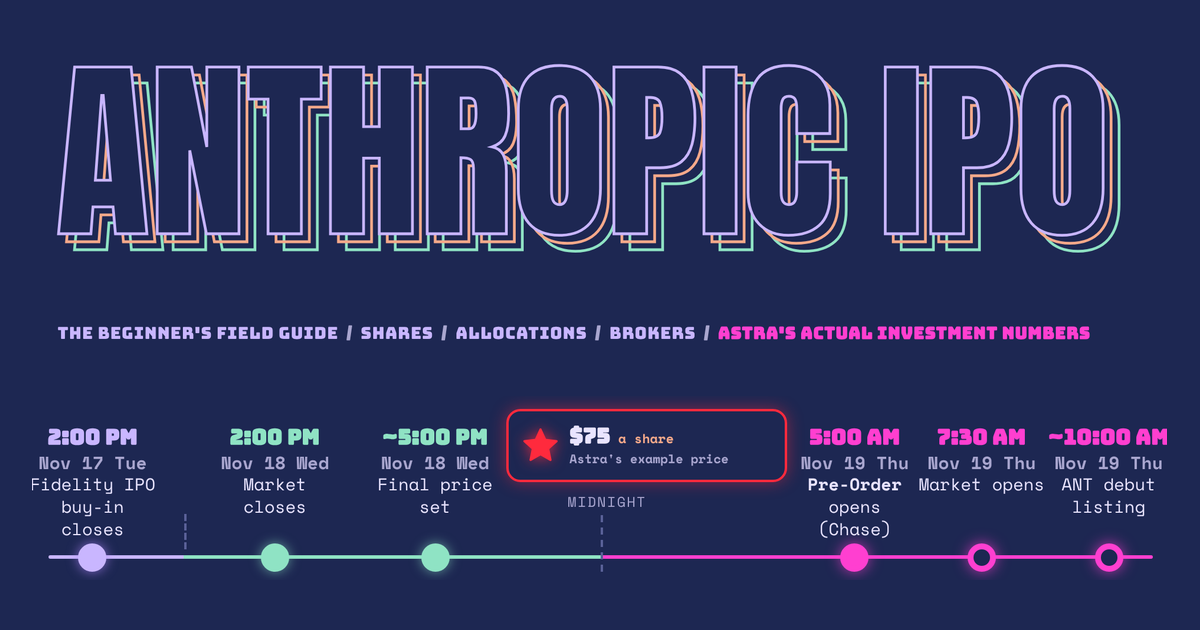 ANTHROPIC IPO
THE BEGINNER'S FIELD GUIDE / SHARES / ALLOCATIONS / BROKERS / ASTRA'S ACTUAL INVESTMENT NUMBERS
2:00 PM
Nov 17 Tue
Fidelity IPO
buy-in
closes
2:00 PM
Nov 18 Wed
Market
closes
~5:00 PM
Nov 18 Wed
Final price
set
$75 a share
Astra's example price
MIDNIGHT
5:00 AM
Nov 19 Thu
Pre-Order
opens
(Chase)
7:30 AM
Nov 19 Thu
Market opens
~10:00 AM
Nov 19 Thu
ANT debut
listing